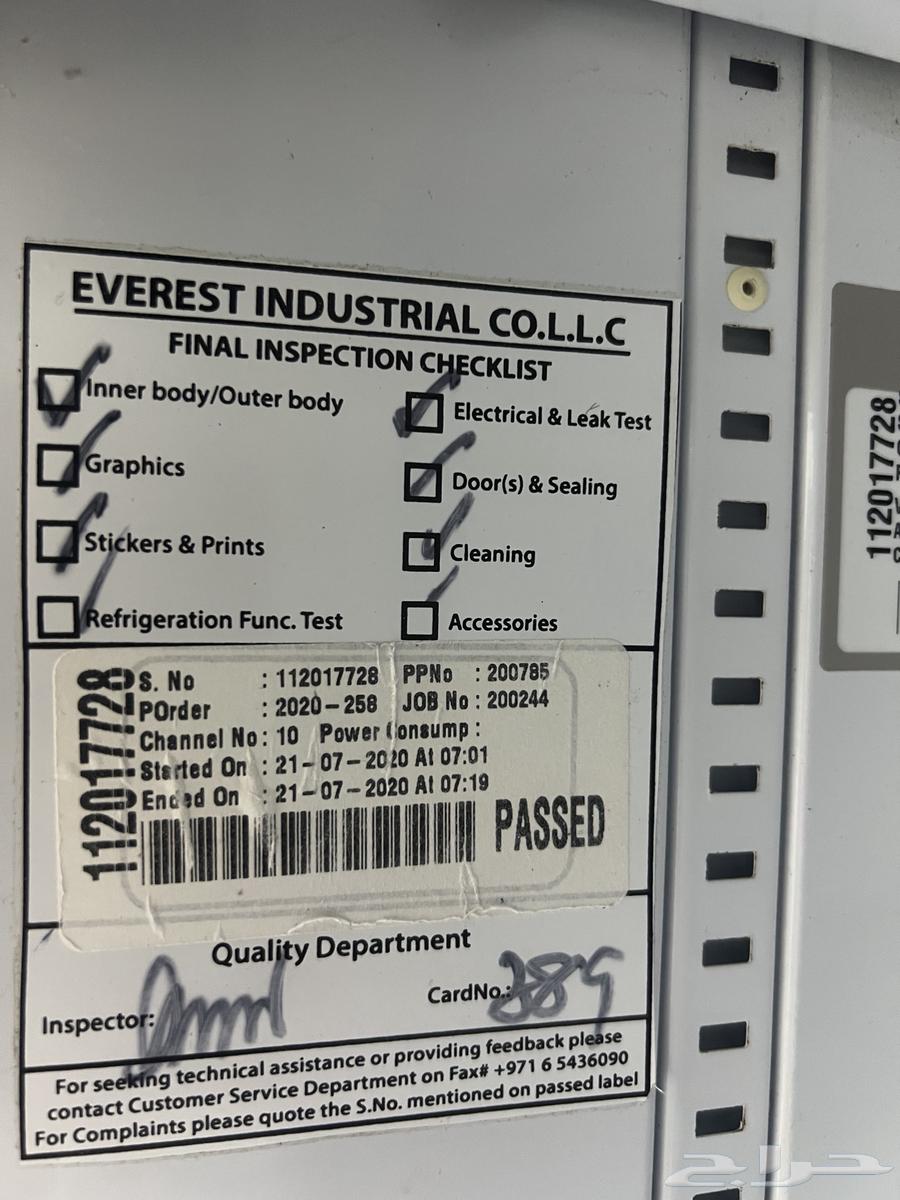 EVEREST INDUSTRIAL CO.L.L.C
FINAL INSPECTION CHECKLIST
Inner body/Outer body
Electrical & Leak Test
Graphics
Door(s) & Sealing
Stickers & Prints
Cleaning
Refrigeration Func. Test
Accessories
112017728
S. No : 112017728 PPNo : 200785
POrder : 2020-258 JOB No : 200244
Channel No : 10 Power Consump :
Started On : 21-07-2020 At 07:01
Ended On : 21-07-2020 At 07:19
PASSED
Quality Department
Inspector:
CardNo.: 289
For seeking technical assistance or providing feedback please
contact Customer Service Department on Fax# +971 6 5436090
For Complaints please quote the S.No. mentioned on passed label
112017728
حراج